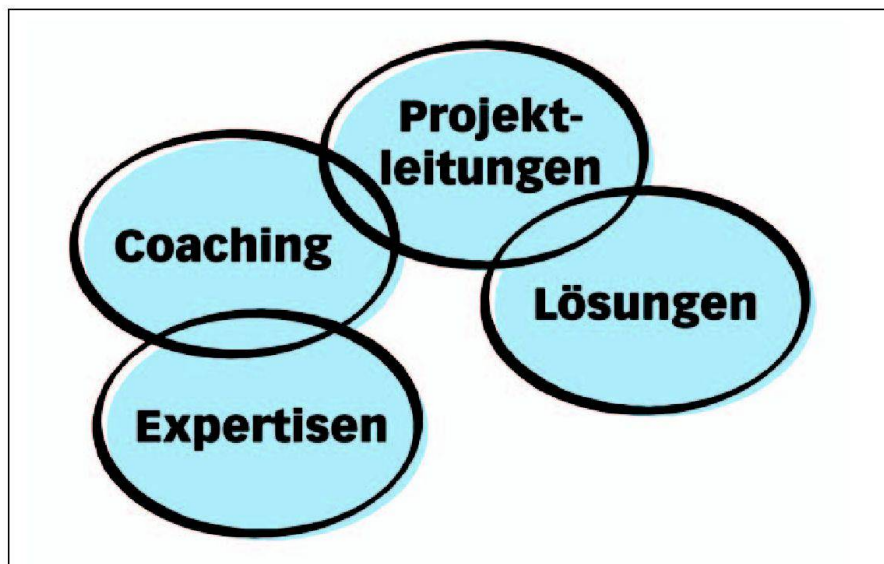 Projekt-
leitungen
Coaching
Lösungen
Expertisen